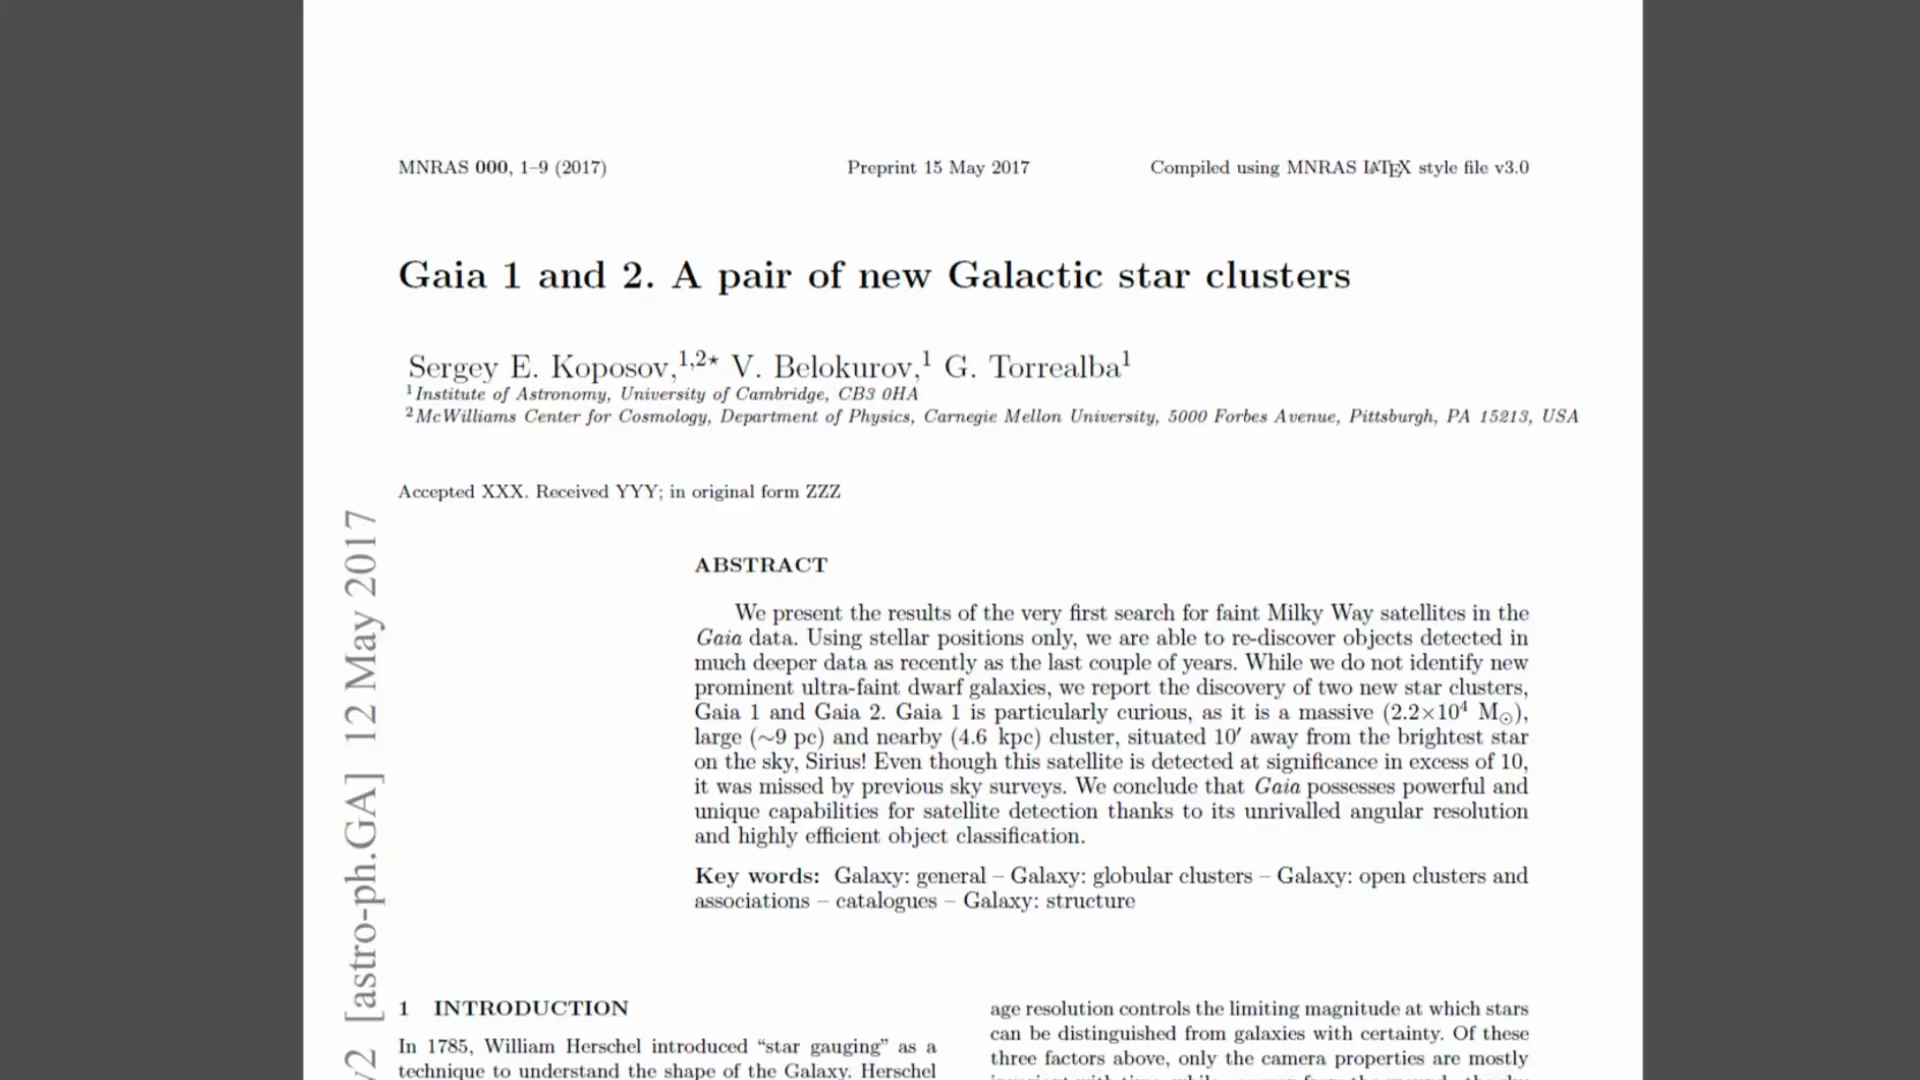 MNRAS 000, 1–9 (2017) Preprint 15 May 2017 Compiled using MNRAS LATEX style file v3.0
Gaia 1 and 2. A pair of new Galactic star clusters
Sergey E. Koposov,1,2⋆ V. Belokurov,1 G. Torrealba1
1Institute of Astronomy, University of Cambridge, CB3 0HA
2McWilliams Center for Cosmology, Department of Physics, Carnegie Mellon University, 5000 Forbes Avenue, Pittsburgh, PA 15213, USA
Accepted XXX. Received YYY; in original form ZZZ
ABSTRACT
We present the results of the very first search for faint Milky Way satellites in the
Gaia data. Using stellar positions only, we are able to re-discover objects detected in
much deeper data as recently as the last couple of years. While we do not identify new
prominent ultra-faint dwarf galaxies, we report the discovery of two new star clusters,
Gaia 1 and Gaia 2. Gaia 1 is particularly curious, as it is a massive (2.2×10⁴ M☉),
large (∼9 pc) and nearby (4.6 kpc) cluster, situated 10′ away from the brightest star
on the sky, Sirius! Even though this satellite is detected at significance in excess of 10,
it was missed by previous sky surveys. We conclude that Gaia possesses powerful and
unique capabilities for satellite detection thanks to its unrivalled angular resolution
and highly efficient object classification.
Key words: Galaxy: general – Galaxy: globular clusters – Galaxy: open clusters and
associations – catalogues – Galaxy: structure
v2 [astro-ph.GA] 12 May 2017
1 INTRODUCTION
In 1785, William Herschel introduced “star gauging” as a
technique to understand the shape of the Galaxy. Herschel
age resolution controls the limiting magnitude at which stars
can be distinguished from galaxies with certainty. Of these
three factors above, only the camera properties are mostly